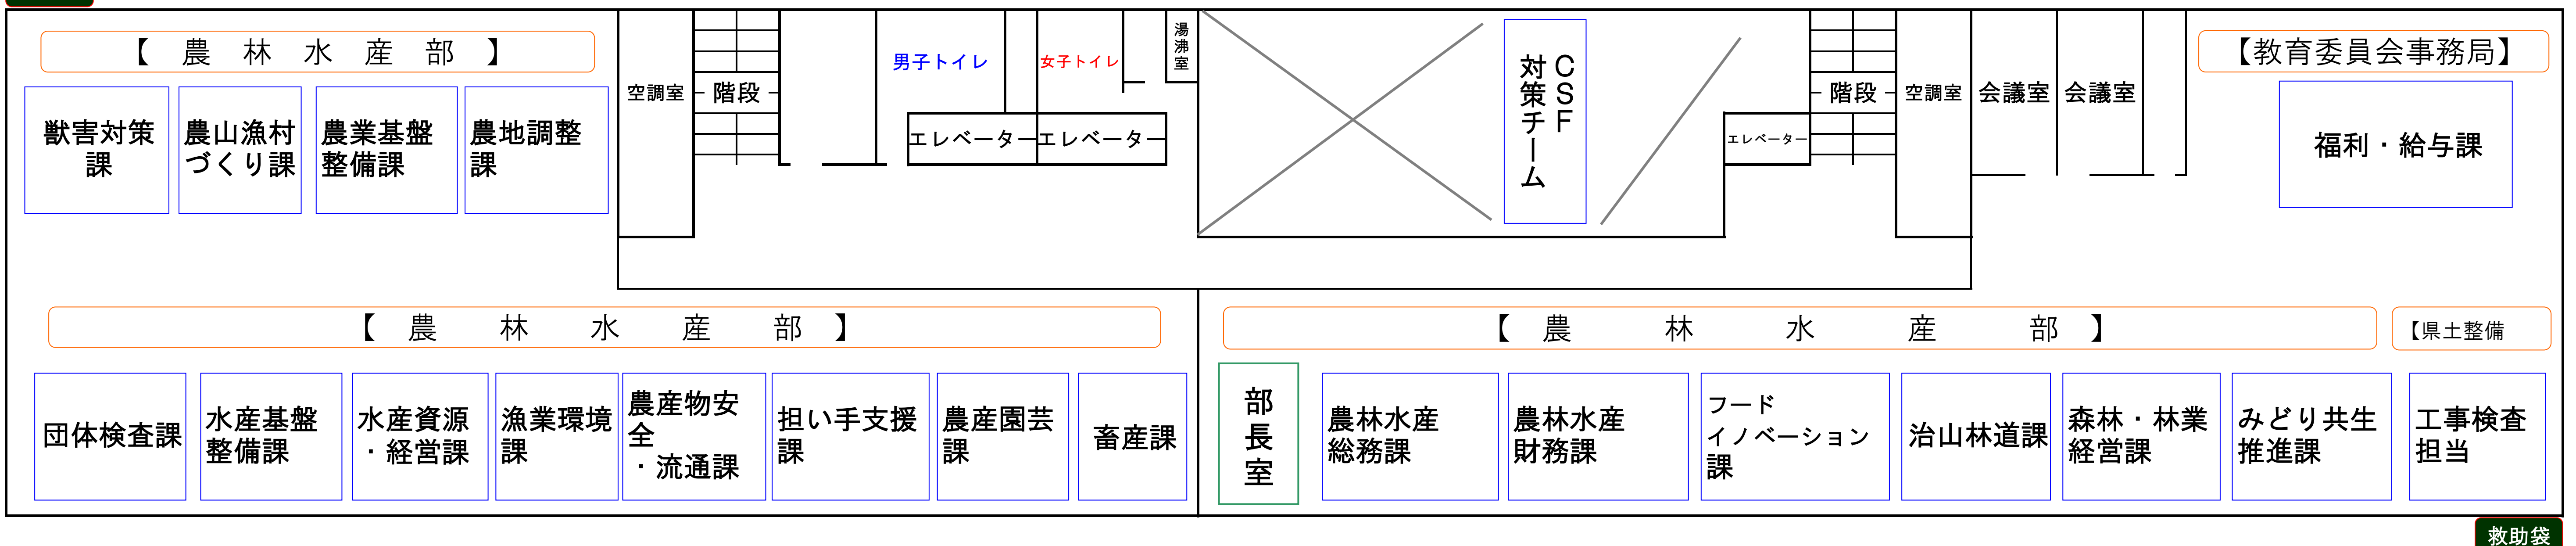 【農林水産部】
獣害対策
課
農山漁村
づくり課
農業基盤
整備課
農地調整
課
空調室
階段
男子トイレ
女子トイレ
湯沸室
エレベーター
エレベーター
CSF
対策チーム
エレベーター
階段
空調室
会議室
会議室
【教育委員会事務局】
福利・給与課
【農林水産部】
団体検査課
水産基盤
整備課
水産資源
・経営課
漁業環境
課
農産物安
全
・流通課
担い手支援
課
農産園芸
課
畜産課
【農林水産部】
部長室
農林水産
総務課
農林水産
財務課
フード
イノベーション
課
治山林道課
森林・林業
経営課
みどり共生
推進課
【県土整備
工事検査
担当
救助袋